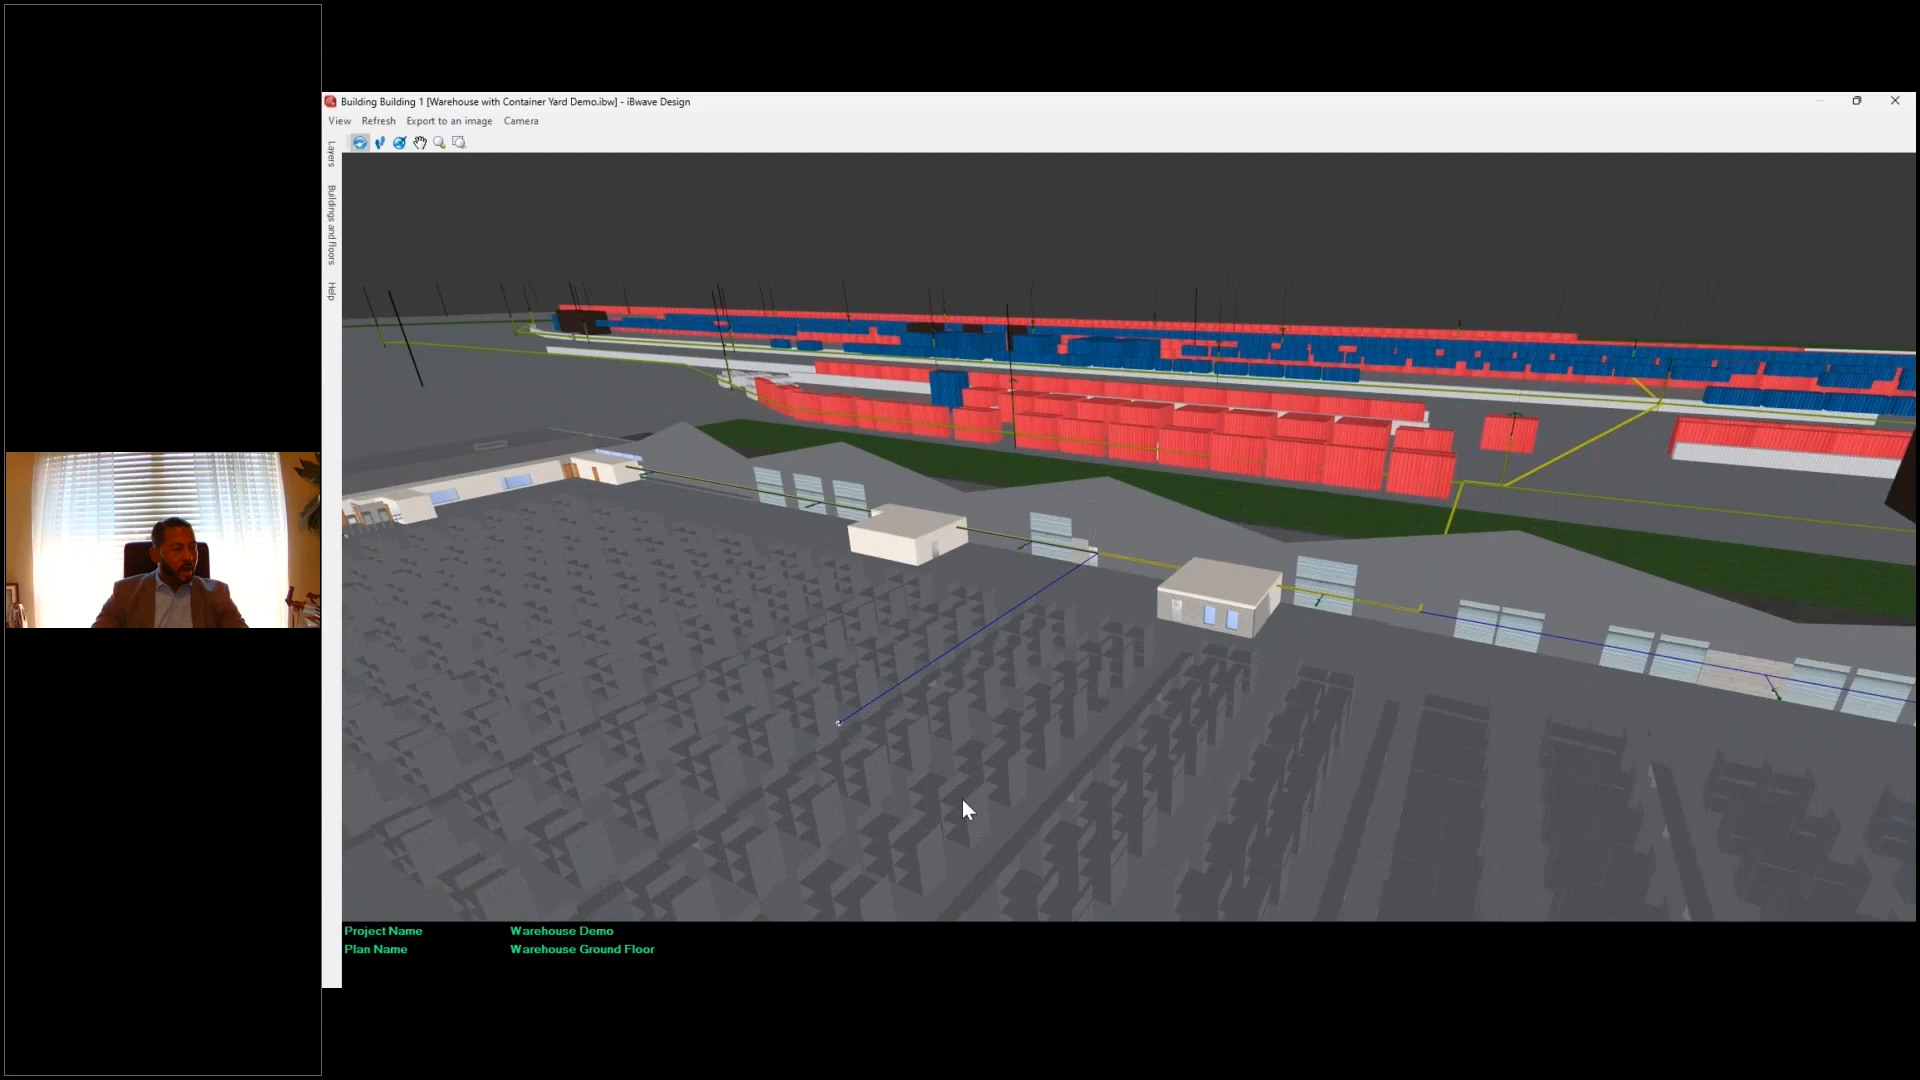 Building Building 1 [Warehouse with Container Yard Demo.ibw] - iBwave Design
View Refresh Export to an image Camera
Layers
Buildings and floors
Help
Project Name Warehouse Demo
Plan Name Warehouse Ground Floor